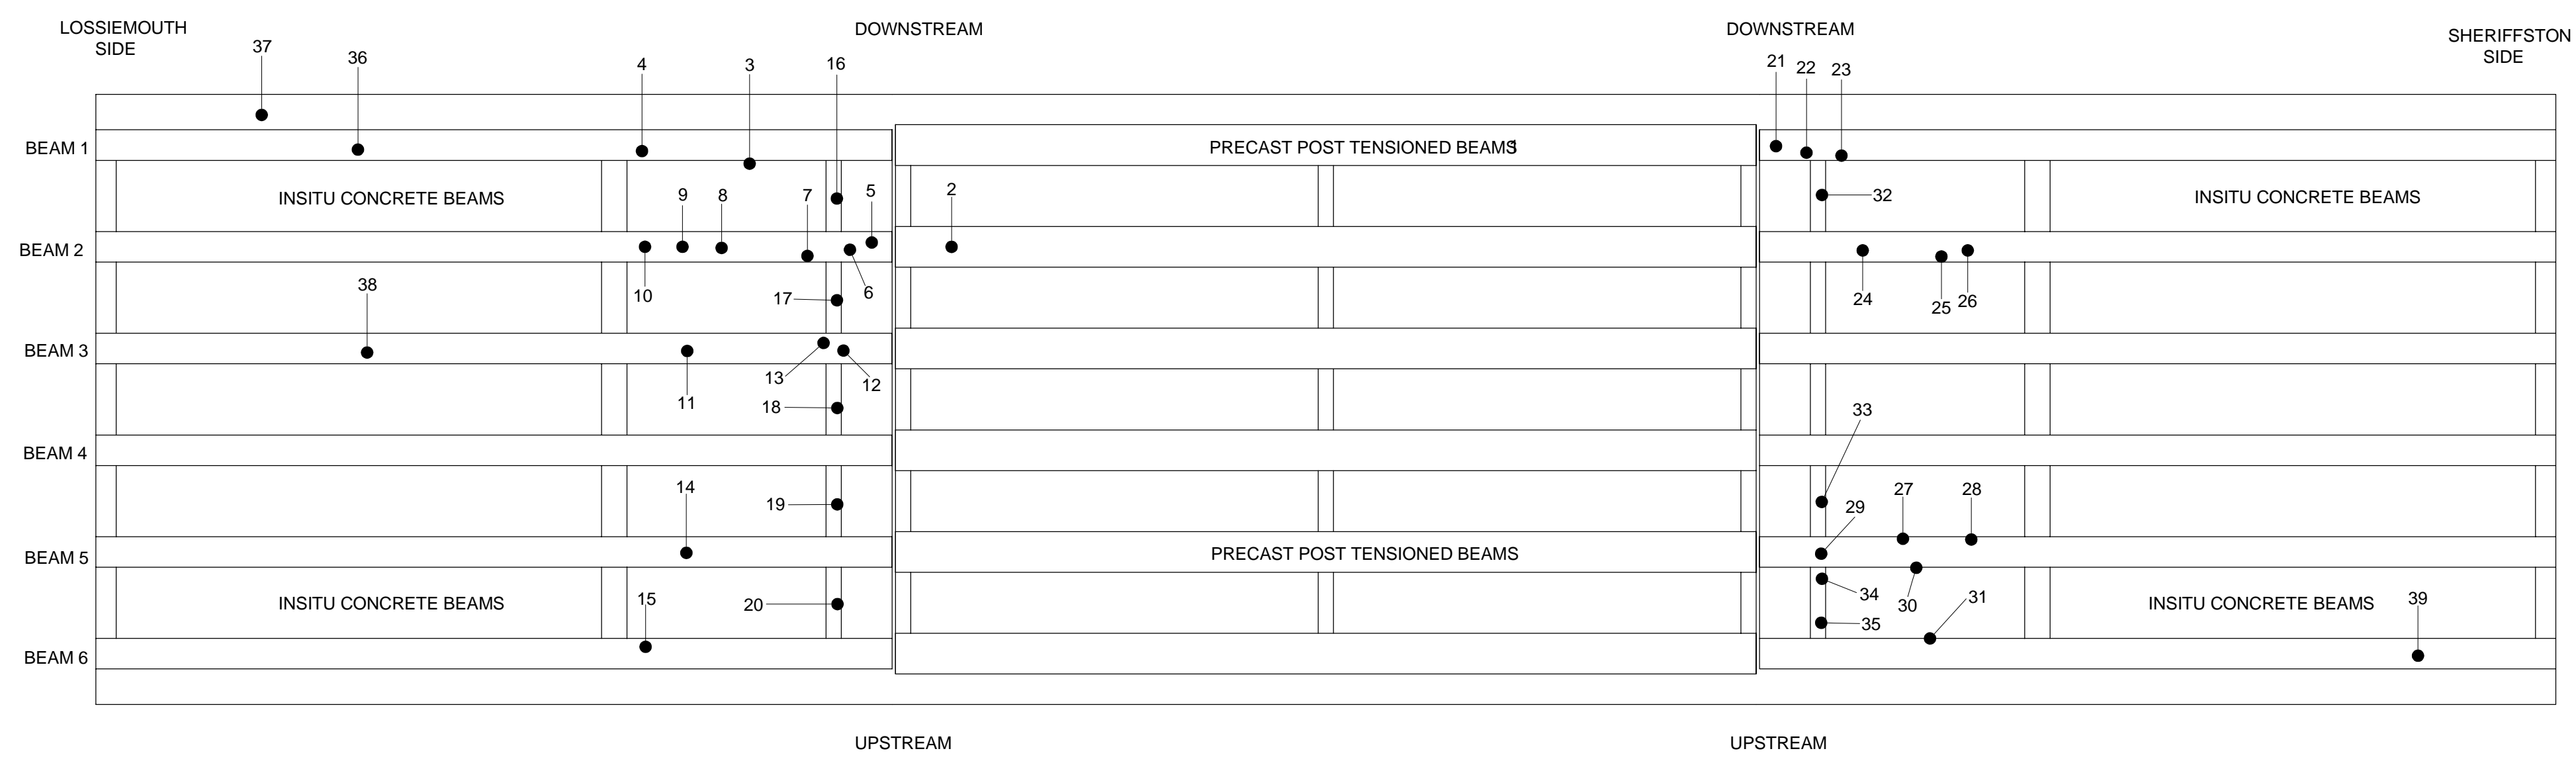 LOSSIEMOUTH
SIDE
DOWNSTREAM
DOWNSTREAM
SHERIFFSTON
SIDE
37
36
4
3
16
21
22
23
BEAM 1
PRECAST POST TENSIONED BEAMS
1
INSITU CONCRETE BEAMS
9
8
7
5
2
32
INSITU CONCRETE BEAMS
BEAM 2
10
17
6
24
25
26
38
BEAM 3
13
12
11
18
33
BEAM 4
14
19
29
27
28
BEAM 5
PRECAST POST TENSIONED BEAMS
INSITU CONCRETE BEAMS
15
20
34
35
30
31
INSITU CONCRETE BEAMS
39
BEAM 6
UPSTREAM
UPSTREAM